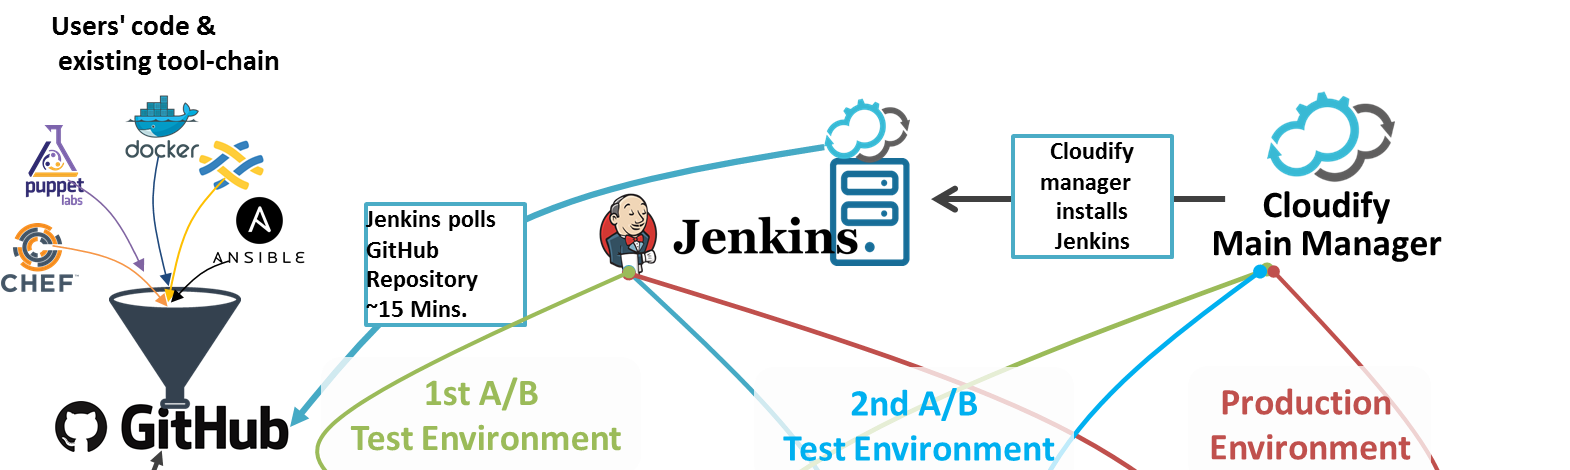 Users' code &
existing tool-chain
docker
puppet
labs
ANSIBLE
CHEF™
GitHub
Jenkins polls
GitHub
Repository
~15 Mins.
Jenkins
Cloudify
manager
installs
Jenkins
Cloudify
Main Manager
1st A/B
Test Environment
2nd A/B
Test Environment
Production
Environment